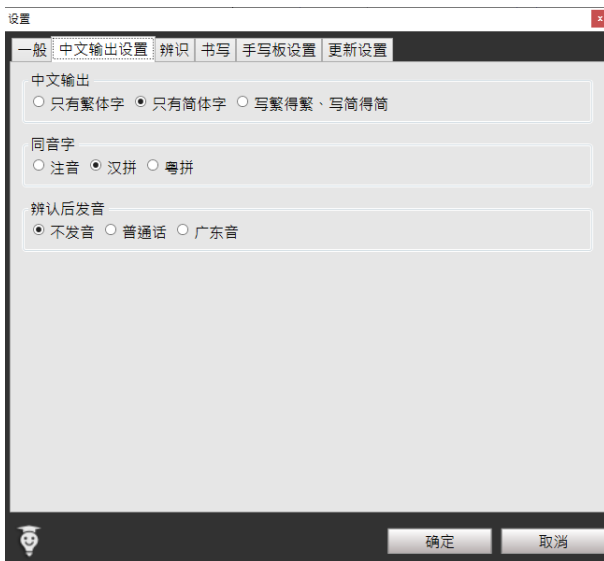 设置
x
一般 中文输出设置 辨识 书写 手写板设置 更新设置
中文输出
只有繁体字 只有简体字 写繁得繁、写简得简
同音字
注音 汉拼 粤拼
辨认后发音
不发音 普通话 广东音
确定 取消